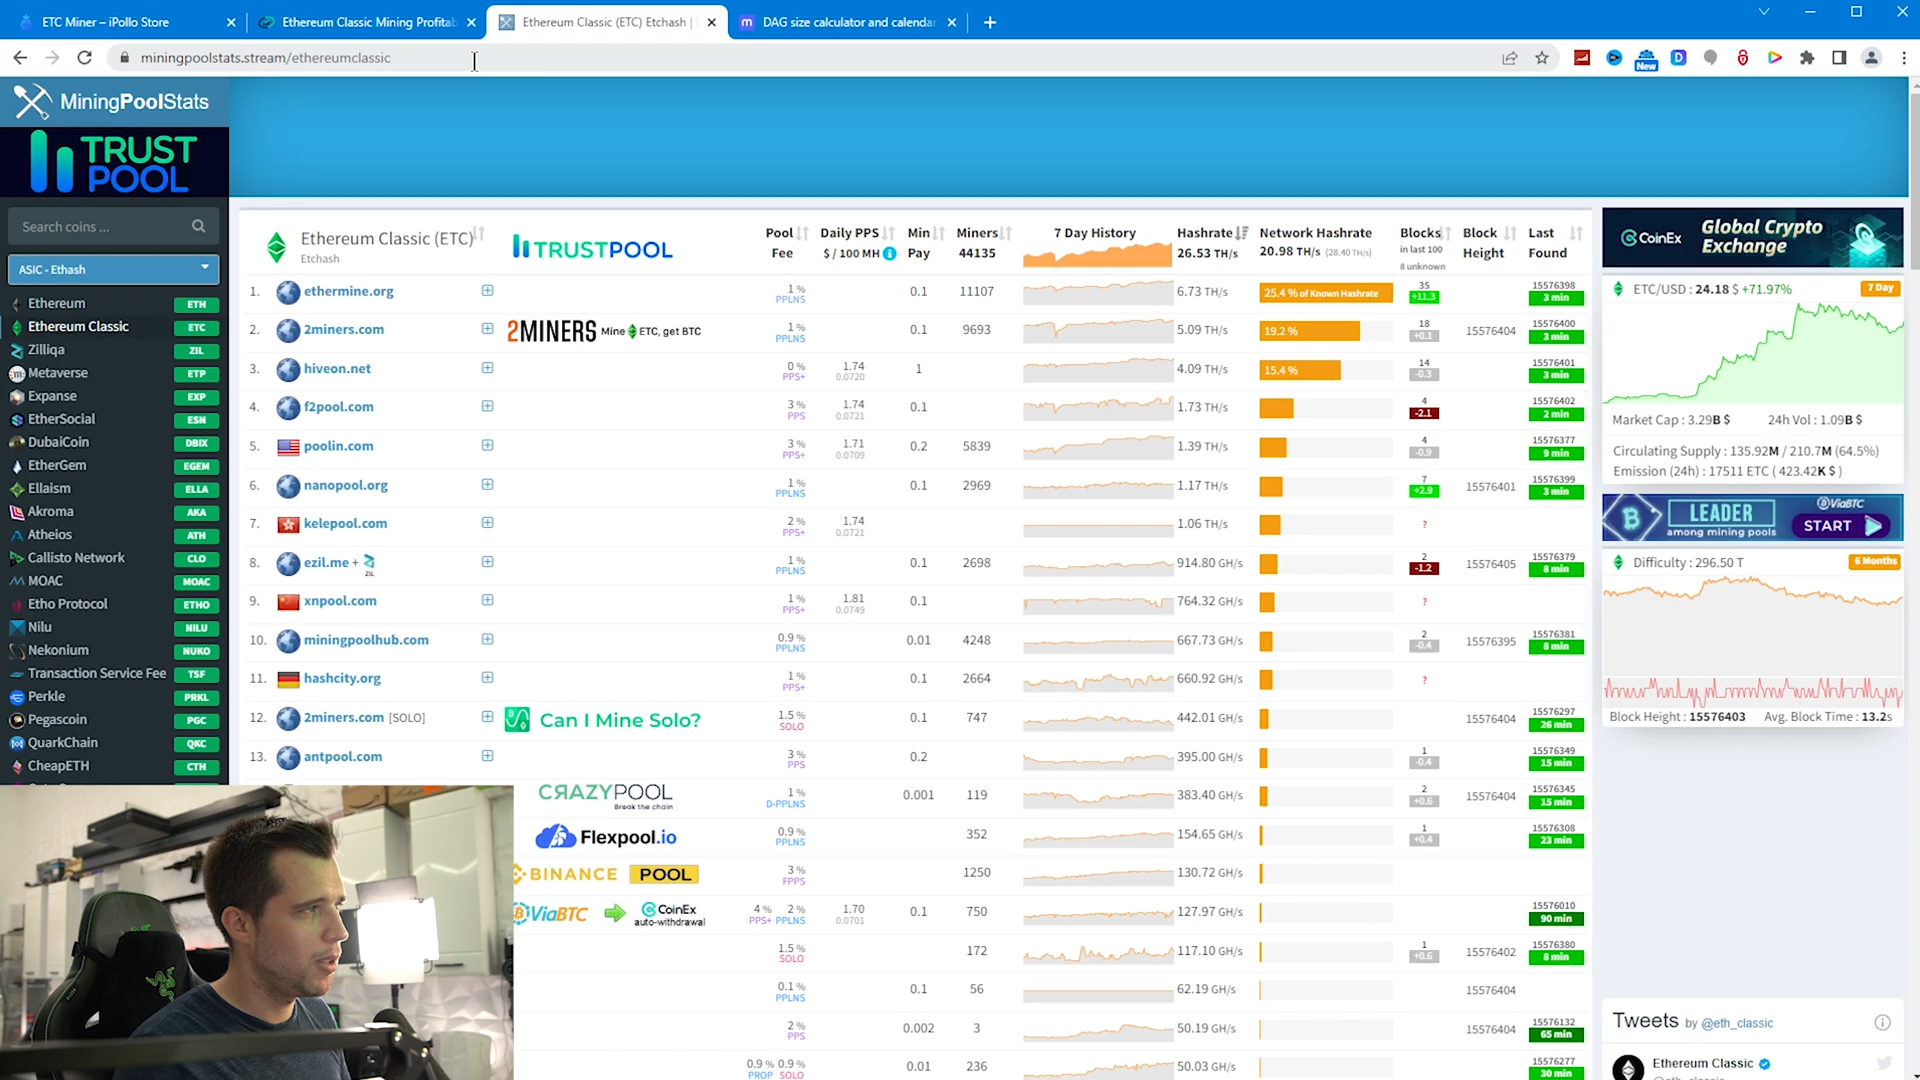 ETC Miner – iPollo Store
Ethereum Classic Mining Profitab
Ethereum Classic (ETC) Etchash |
DAG size calculator and calendar
miningpoolstats.stream/ethereumclassic
New
MiningPoolStats
TRUST
POOL
Search coins ...
ASIC - Ethash
Ethereum ETH
Ethereum Classic ETC
Zilliqa ZIL
Metaverse ETP
Expanse EXP
EtherSocial ESN
DubaiCoin DBIX
EtherGem EGEM
Ellaism ELLA
Akroma AKA
Atheios ATH
Callisto Network CLO
MOAC MOAC
Etho Protocol ETHO
Nilu NILU
Nekonium NUKO
Transaction Service Fee TSF
Perkle PRKL
Pegascoin PGC
QuarkChain QKC
CheapETH CTH
Ethereum Classic (ETC)
Etchash
TRUSTPOOL
Pool Fee
Daily PPS $ / 100 MH
Min Pay
Miners 44135
7 Day History
Hashrate 26.53 TH/s
Network Hashrate 20.98 TH/s (28.40 TH/s)
Blocks in last 100 8 unknown
Block Height
Last Found
1. ethermine.org 1 % PPLNS 0.1 11107 6.73 TH/s 25.4 % of Known Hashrate 35 +11.3 15576398 3 min
2. 2miners.com 2MINERS Mine ETC, get BTC 1 % PPLNS 0.1 9693 5.09 TH/s 19.2 % 18 +0.1 15576404 15576400 3 min
3. hiveon.net 0 % PPS+ 1.74 0.0720 1 4.09 TH/s 15.4 % 14 -0.3 15576401 3 min
4. f2pool.com 3 % PPS 1.74 0.0721 0.1 1.73 TH/s 4 -2.1 15576402 2 min
5. poolin.com 3 % PPS+ 1.71 0.0709 0.2 5839 1.39 TH/s 4 -0.9 15576377 9 min
6. nanopool.org 1 % PPLNS 0.1 2969 1.17 TH/s 7 +2.9 15576401 15576399 3 min
7. kelepool.com 2 % PPS+ 1.74 0.0721 1.06 TH/s ?
8. ezil.me + ZIL 1 % PPLNS 0.1 2698 914.80 GH/s 2 -1.2 15576405 15576379 8 min
9. xnpool.com 1 % PPS+ 1.81 0.0749 0.1 764.32 GH/s ?
10. miningpoolhub.com 0.9 % PPLNS 0.01 4248 667.73 GH/s 2 -0.4 15576395 15576381 8 min
11. hashcity.org 1 % PPS+ 0.1 2664 660.92 GH/s ?
12. 2miners.com [SOLO] Can I Mine Solo? 1.5 % SOLO 0.1 747 442.01 GH/s 15576404 15576297 26 min
13. antpool.com 3 % PPS 0.2 395.00 GH/s 1 -0.4 15576349 15 min
CRAZYPOOL Break the chain 1 % D-PPLNS 0.001 119 383.40 GH/s 2 +0.6 15576404 15576345 15 min
Flexpool.io 0.9 % PPLNS 352 154.65 GH/s 1 +0.4 15576308 23 min
BINANCE POOL 3 % FPPS 1250 130.72 GH/s
ViaBTC CoinEx auto-withdrawal 4 % PPS+ 2 % PPLNS 1.70 0.0701 0.1 750 127.97 GH/s 15576010 90 min
1.5 % SOLO 172 117.10 GH/s 1 +0.6 15576402 15576380 8 min
0.1 % PPLNS 0.1 56 62.19 GH/s 15576404
2 % PPS 0.002 3 50.19 GH/s 15576404 15576132 65 min
0.9 % PROP 0.9 % SOLO 0.01 236 50.03 GH/s 15576277 30 min
CoinEx Global Crypto Exchange
ETC/USD : 24.18 $ +71.97% 7 Day
Market Cap : 3.29B $ 24h Vol : 1.09B $
Circulating Supply : 135.92M / 210.7M (64.5%)
Emission (24h) : 17511 ETC ( 423.42K $ )
ViaBTC
LEADER
among mining pools
START
Difficulty : 296.50 T 6 Months
Block Height : 15576403 Avg. Block Time : 13.2s
Tweets by @eth_classic
Ethereum Classic